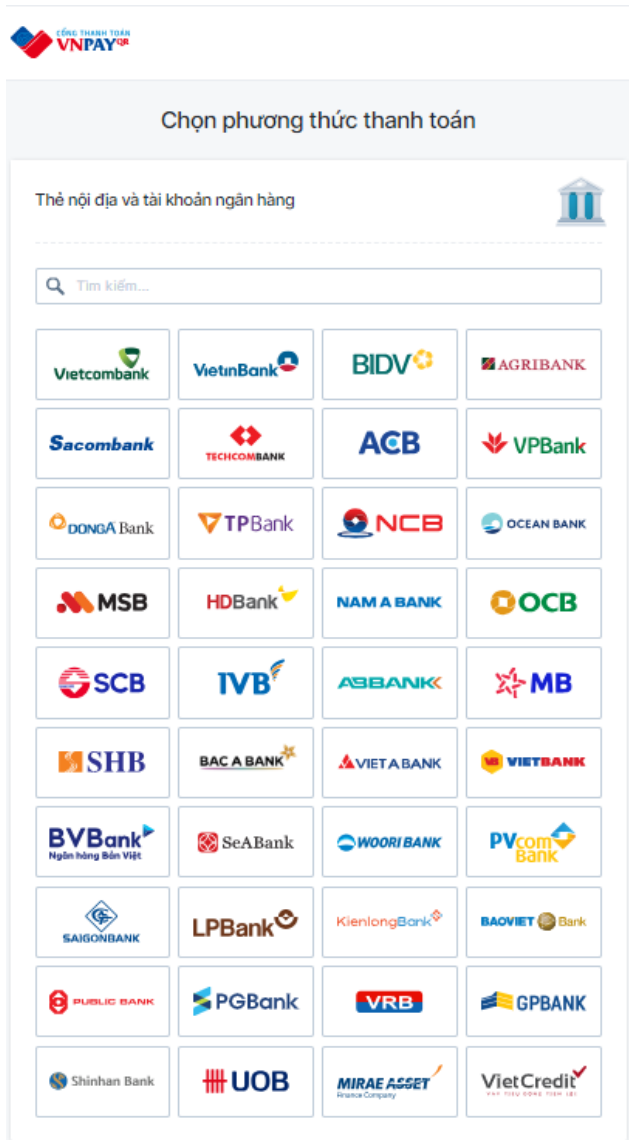 CỔNG THANH TOÁN
VNPAYQR
Chọn phương thức thanh toán
Thẻ nội địa và tài khoản ngân hàng
Tìm kiếm...
Vietcombank
VietinBank
BIDV
AGRIBANK
Sacombank
TECHCOMBANK
ACB
VPBank
DONGA Bank
TPBank
NCB
OCEAN BANK
MSB
HDBank
NAM A BANK
OCB
SCB
IVB
ABBANK
MB
SHB
BAC A BANK
VIET A BANK
VB VIETBANK
BVBank
Ngân hàng Bản Việt
SeABank
WOORI BANK
PVcom
Bank
SAIGONBANK
LPBank
KienlongBank
BAOVIET Bank
PUBLIC BANK
PGBank
VRB
GPBANK
Shinhan Bank
UOB
MIRAE ASSET
Finance Company
VietCredit